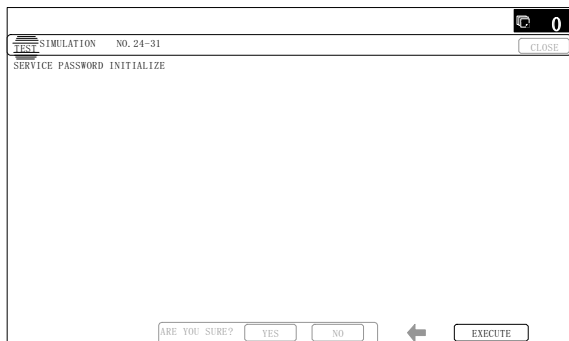 0
TEST SIMULATION NO. 24-31 CLOSE
SERVICE PASSWORD INITIALIZE
ARE YOU SURE? YES NO EXECUTE